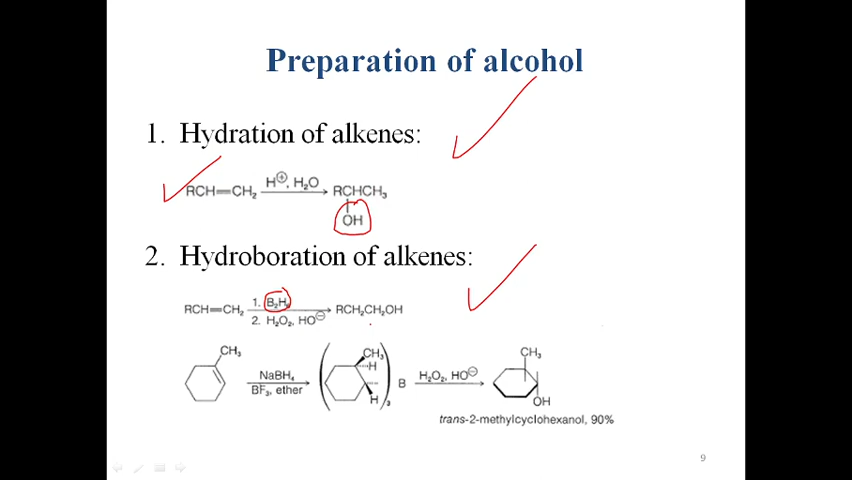 Preparation of alcohol
1. Hydration of alkenes:
RCH=CH₂ H⊕, H₂O RCHCH₃
OH
2. Hydroboration of alkenes:
RCH=CH₂ 1. B₂H₆ 2. H₂O₂, HO⊖ RCH₂CH₂OH
CH₃ NaBH₄ BF₃, ether CH₃ H H 3 B H₂O₂, HO⊖ CH₃ OH
trans-2-methylcyclohexanol, 90%
9